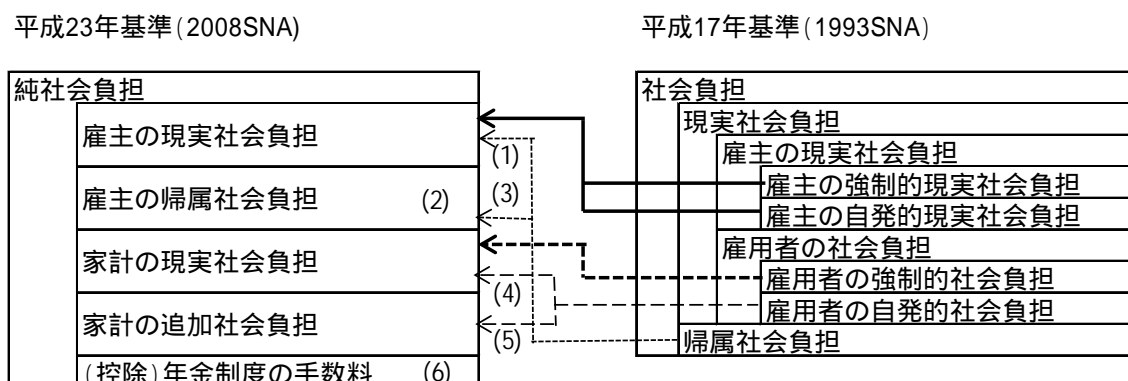 平成23年基準(2008SNA)
平成17年基準(1993SNA)
純社会負担
雇主の現実社会負担
(1)
雇主の帰属社会負担 (2)
(3)
家計の現実社会負担
(4)
家計の追加社会負担
(5)
(控除)年金制度の手数料 (6)
社会負担
現実社会負担
雇主の現実社会負担
雇主の強制的現実社会負担
雇主の自発的現実社会負担
雇用者の社会負担
雇用者の強制的社会負担
雇用者の自発的社会負担
帰属社会負担